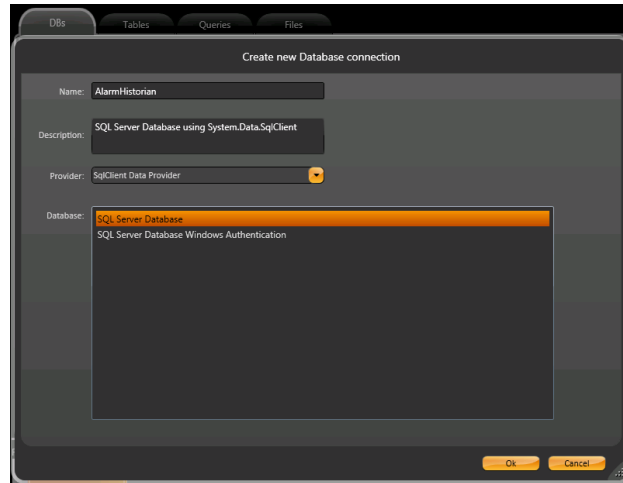 DBs Tables Queries Files
Create new Database connection
Name: AlarmHistorian
Description: SQL Server Database using System.Data.SqlClient
Provider: SqlClient Data Provider
Database: SQL Server Database
SQL Server Database Windows Authentication
Ok Cancel